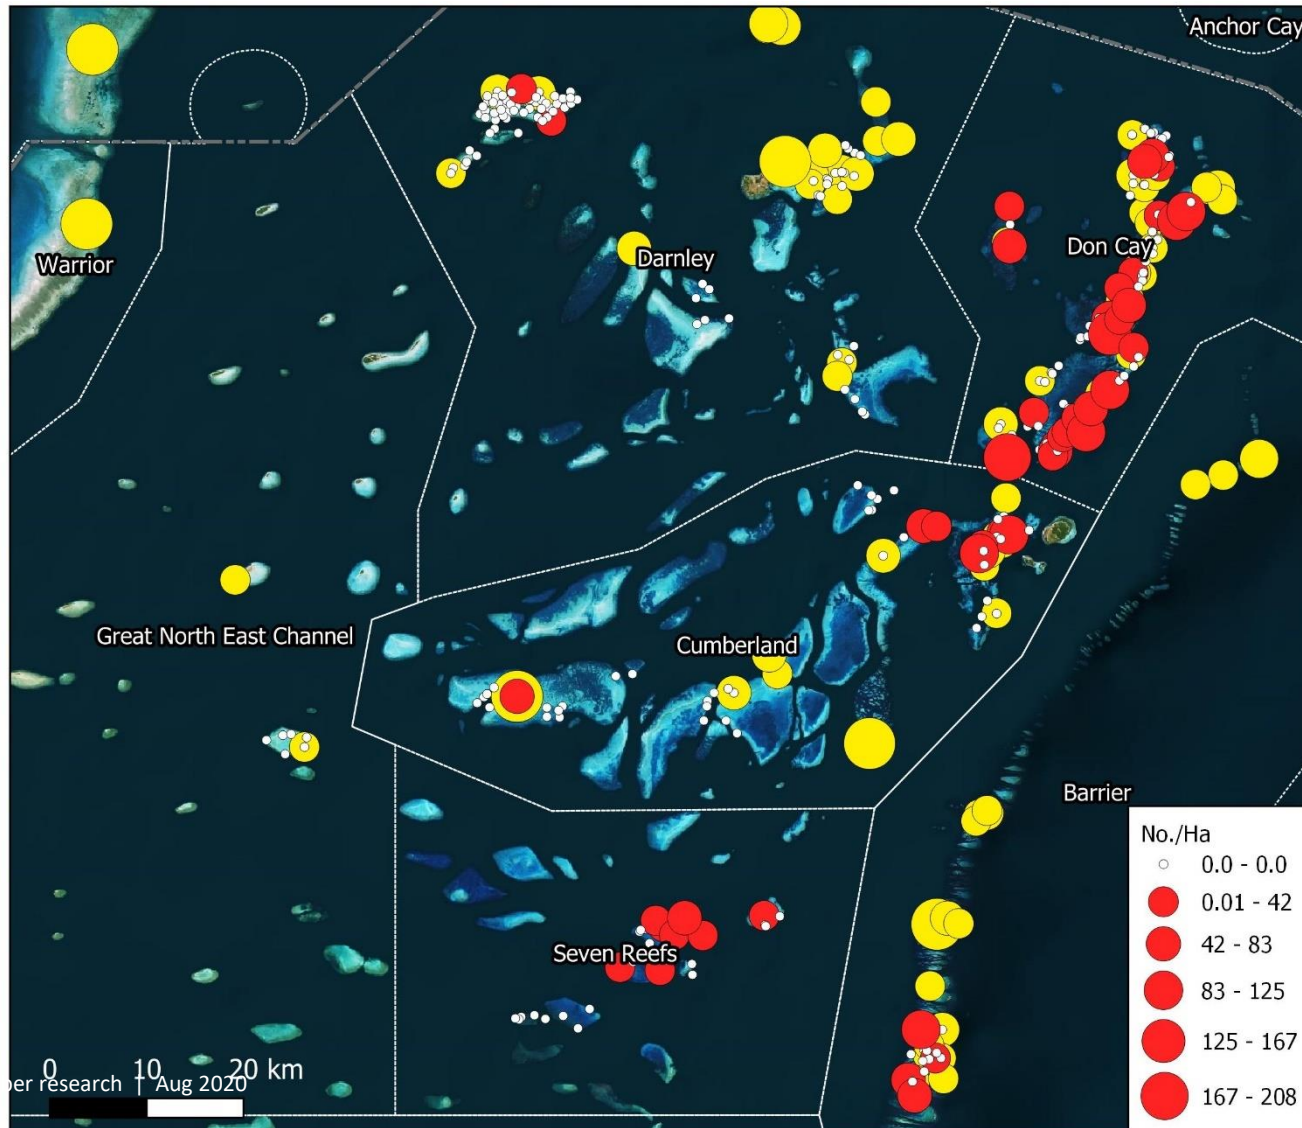 Anchor Cay
Warrior
Darnley
Don Cay
Great North East Channel
Cumberland
Barrier
Seven Reefs
No./Ha
0.0 - 0.0
0.01 - 42
42 - 83
83 - 125
125 - 167
167 - 208
0 10 20 km
research | Aug 2020